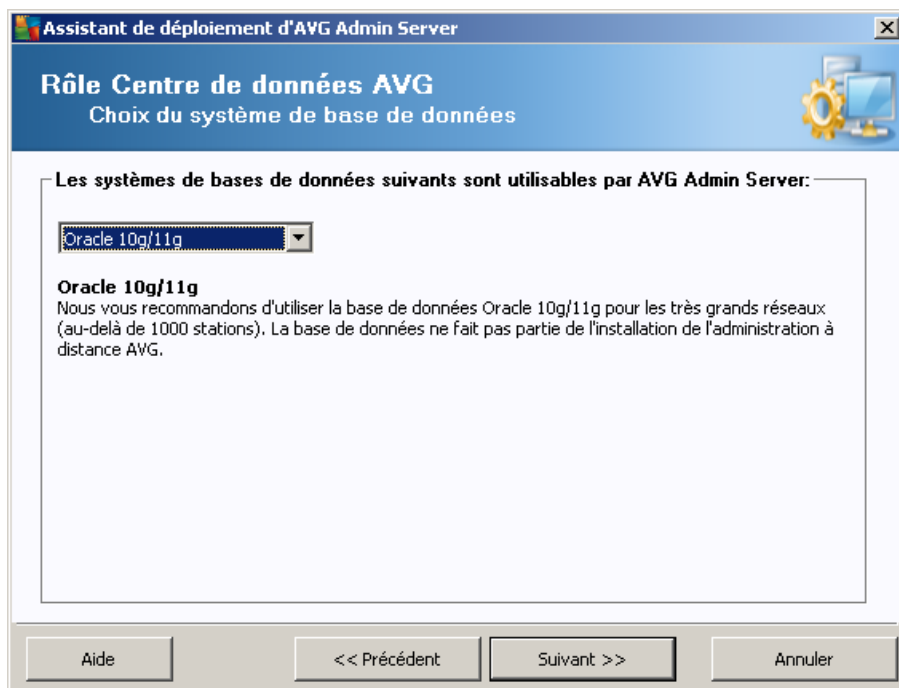 Assistant de déploiement d'AVG Admin Server
Rôle Centre de données AVG
Choix du système de base de données
Les systèmes de bases de données suivants sont utilisables par AVG Admin Server:
Oracle 10g/11g
Oracle 10g/11g
Nous vous recommandons d'utiliser la base de données Oracle 10g/11g pour les très grands réseaux
(au-delà de 1000 stations). La base de données ne fait pas partie de l'installation de l'administration à
distance AVG.
Aide
<< Précédent
Suivant >>
Annuler